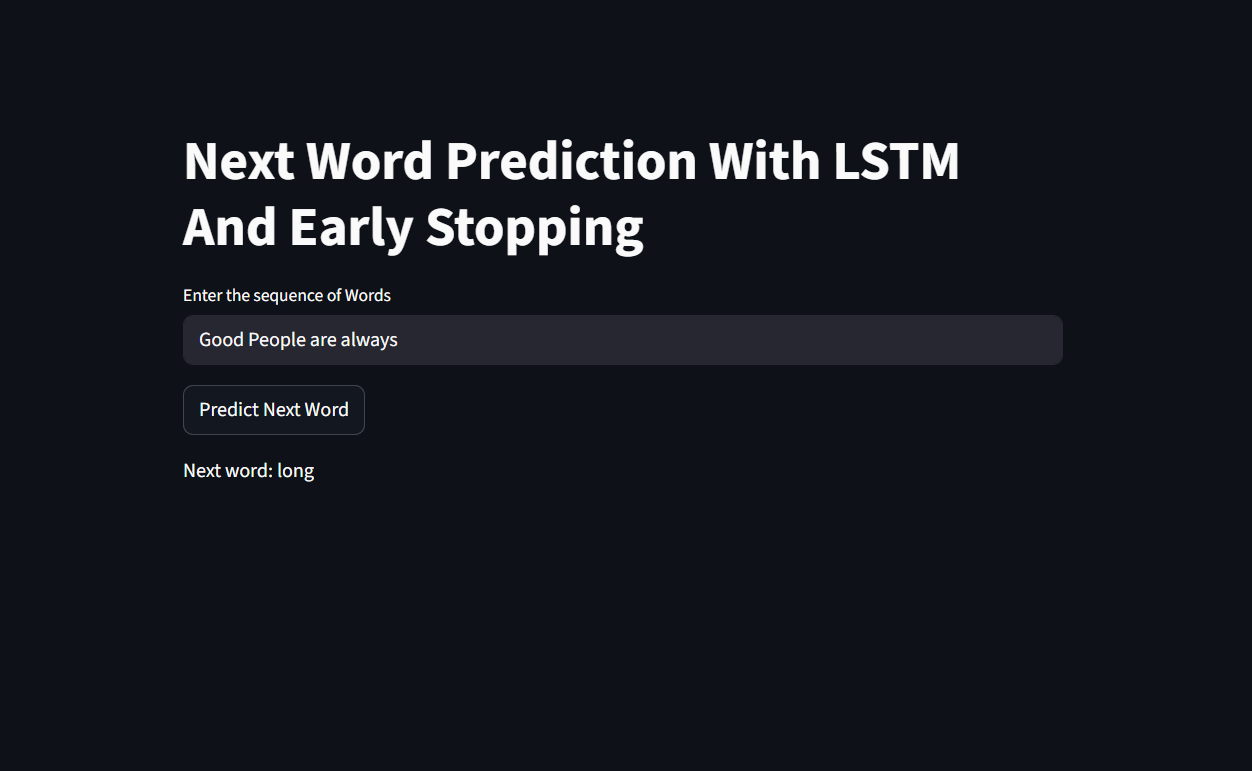 Next Word Prediction With LSTM
And Early Stopping
Enter the sequence of Words
Good People are always
Predict Next Word
Next word: long